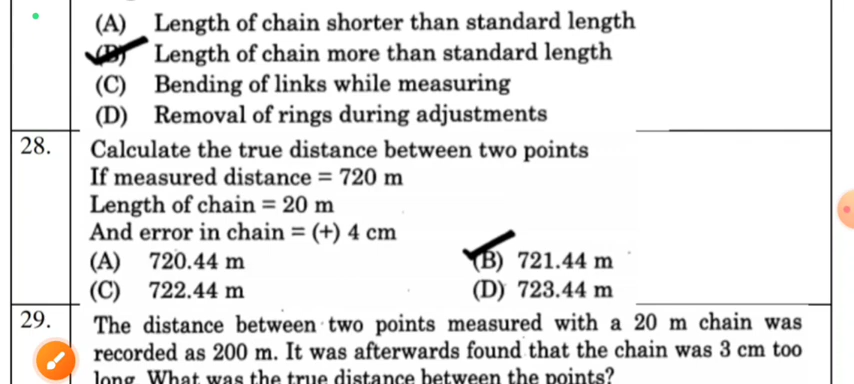 (A) Length of chain shorter than standard length
(B) Length of chain more than standard length
(C) Bending of links while measuring
(D) Removal of rings during adjustments
28. Calculate the true distance between two points
If measured distance = 720 m
Length of chain = 20 m
And error in chain = (+) 4 cm
(A) 720.44 m (B) 721.44 m
(C) 722.44 m (D) 723.44 m
29. The distance between two points measured with a 20 m chain was
recorded as 200 m. It was afterwards found that the chain was 3 cm too
long. What was the true distance between the points?